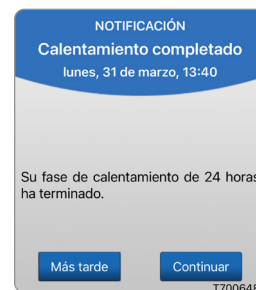 NOTIFICACIÓN
Calentamiento completado
lunes, 31 de marzo, 13:40
Su fase de calentamiento de 24 horas
ha terminado.
Más tarde
Continuar
T700648